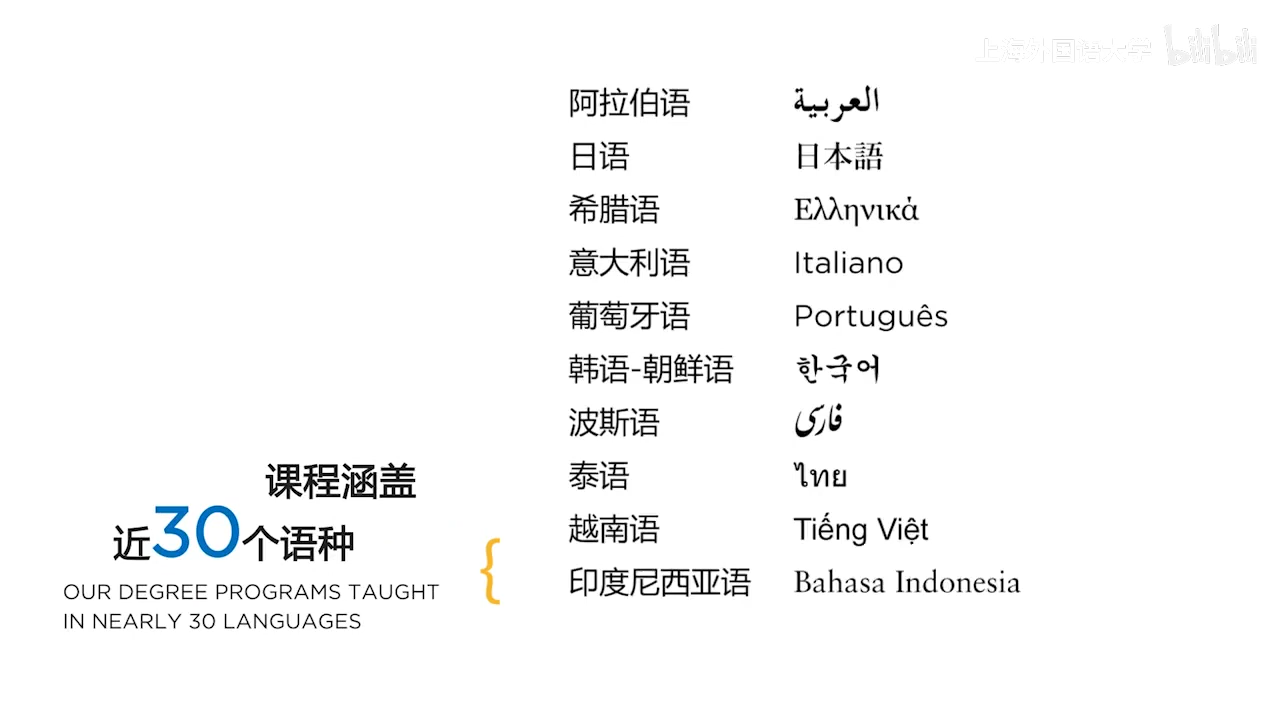 上海外国语大学 bilibili
阿拉伯语 العربية
日语 日本語
希腊语 Ελληνικά
意大利语 Italiano
葡萄牙语 Português
韩语-朝鲜语 한국어
波斯语 فارسی
泰语 ไทย
越南语 Tiếng Việt
印度尼西亚语 Bahasa Indonesia
课程涵盖
近30个语种
OUR DEGREE PROGRAMS TAUGHT
IN NEARLY 30 LANGUAGES